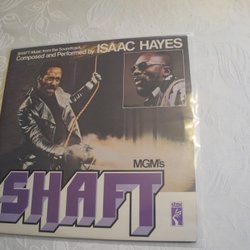 SHAFT Music from the Soundtrack
Composed and Performed by ISAAC HAYES
MGM's
SHAFT